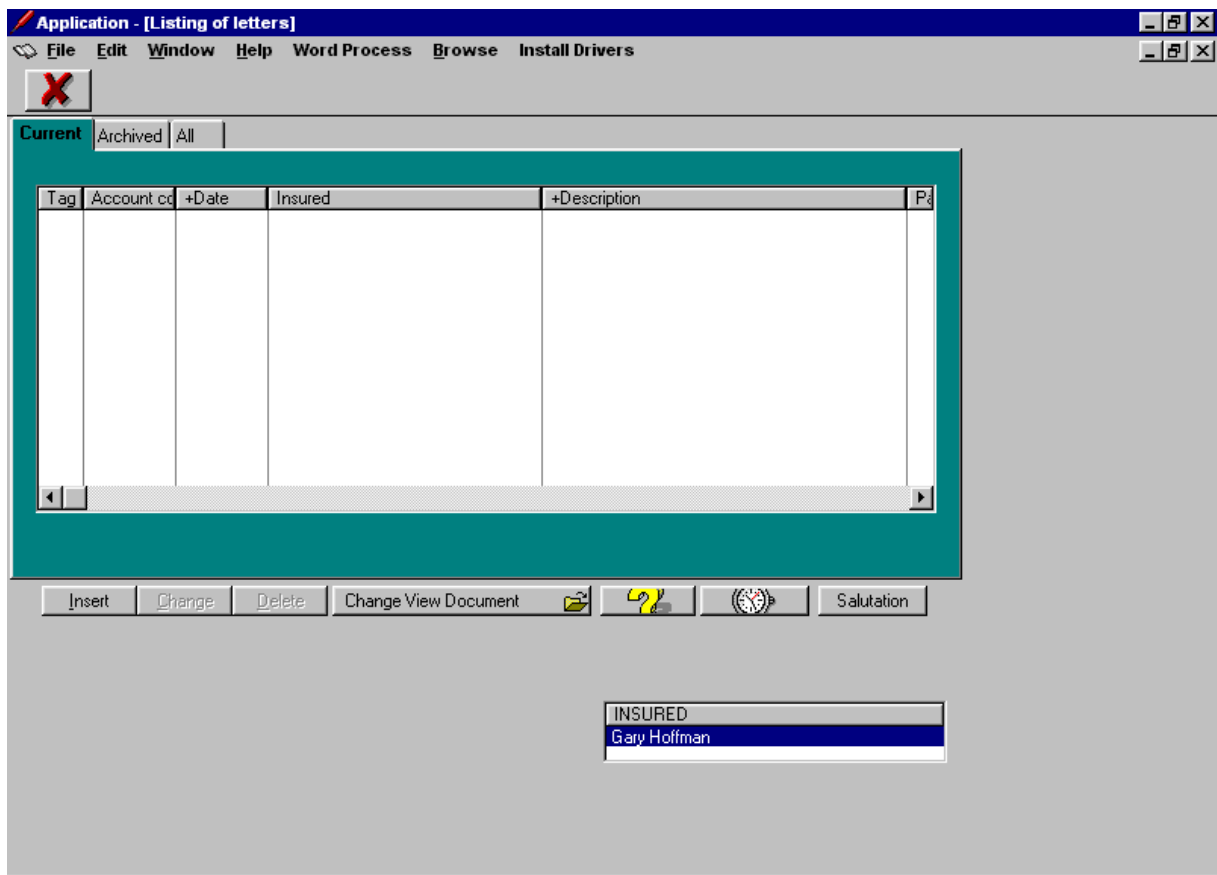 Application - [Listing of letters]
File Edit Window Help Word Process Browse Install Drivers
Current Archived All
Tag Account co +Date Insured +Description Pa
Insert Change Delete Change View Document Salutation
INSURED
Gary Hoffman